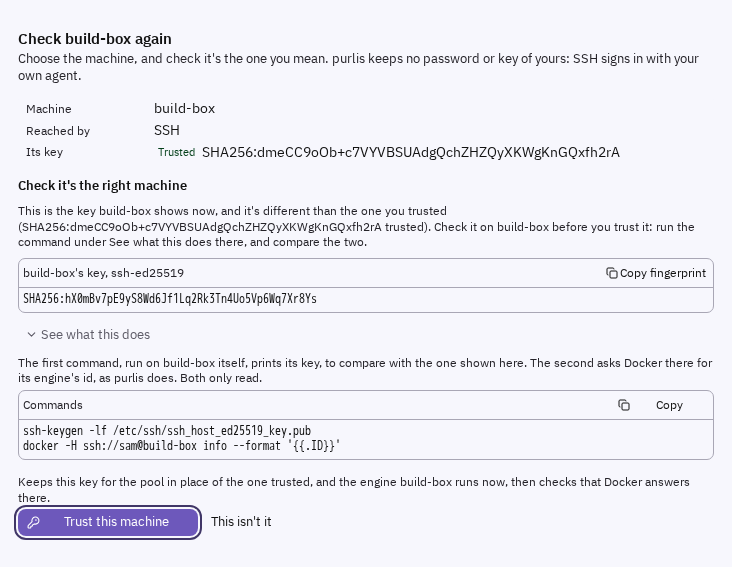 Check build-box again
Choose the machine, and check it's the one you mean. purlis keeps no password or key of yours: SSH signs in with your
own agent.
Machine build-box
Reached by SSH
Its key Trusted SHA256:dmeCC9oOb+c7VYVBSUAdgQchZHZQyXKWgKnGQxfh2rA
Check it's the right machine
This is the key build-box shows now, and it's different than the one you trusted
(SHA256:dmeCC9oOb+c7VYVBSUAdgQchZHZQyXKWgKnGQxfh2rA trusted). Check it on build-box before you trust it: run the
command under See what this does there, and compare the two.
build-box's key, ssh-ed25519 Copy fingerprint
SHA256:hX0mBv7pE9yS8Wd6Jf1Lq2Rk3Tn4Uo5Vp6Wq7Xr8Ys
See what this does
The first command, run on build-box itself, prints its key, to compare with the one shown here. The second asks Docker there for
its engine's id, as purlis does. Both only read.
Commands Copy
ssh-keygen -lf /etc/ssh/ssh_host_ed25519_key.pub
docker -H ssh://sam@build-box info --format '{{.ID}}'
Keeps this key for the pool in place of the one trusted, and the engine build-box runs now, then checks that Docker answers
there.
Trust this machine This isn't it